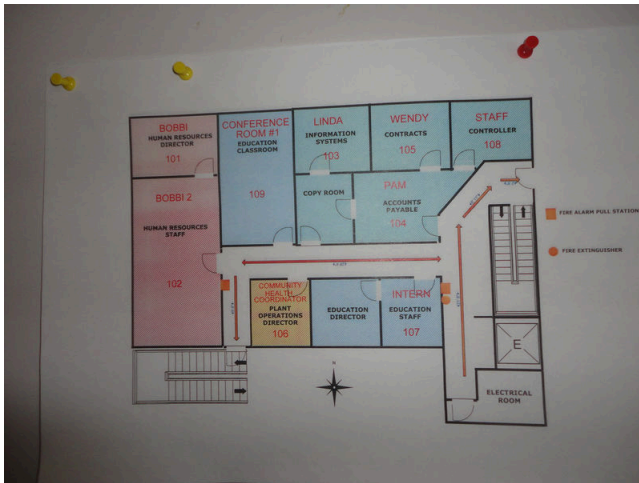 BOBBI
HUMAN RESOURCES
DIRECTOR
101
CONFERENCE
ROOM #1
EDUCATION
CLASSROOM
109
LINDA
INFORMATION
SYSTEMS
103
WENDY
CONTRACTS
105
STAFF
CONTROLLER
108
BOBBI 2
HUMAN RESOURCES
STAFF
102
COPY ROOM
PAM
ACCOUNTS
PAYABLE
104
FIRE ALARM PULL STATION
FIRE EXTINGUISHER
COMMUNITY
HEALTH
COORDINATOR
PLANT
OPERATIONS
DIRECTOR
106
EDUCATION
DIRECTOR
INTERN
EDUCATION
STAFF
107
E
ELECTRICAL
ROOM